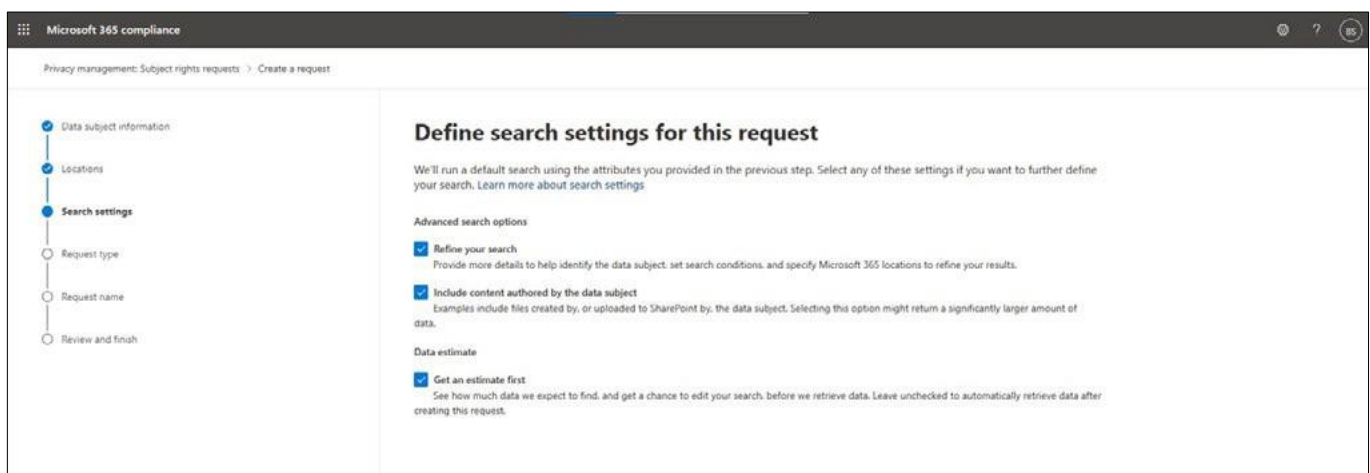 Microsoft 365 compliance
?
BS
Privacy management: Subject rights requests > Create a request
Data subject information
Locations
Search settings
Request type
Request name
Review and finish
Define search settings for this request
We'll run a default search using the attributes you provided in the previous step. Select any of these settings if you want to further define
your search. Learn more about search settings
Advanced search options
Refine your search
Provide more details to help identify the data subject, set search conditions, and specify Microsoft 365 locations to refine your results.
Include content authored by the data subject
Examples include files created by, or uploaded to SharePoint by, the data subject. Selecting this option might return a significantly larger amount of
data.
Data estimate
Get an estimate first
See how much data we expect to find, and get a chance to edit your search, before we retrieve data. Leave unchecked to automatically retrieve data after
creating this request.